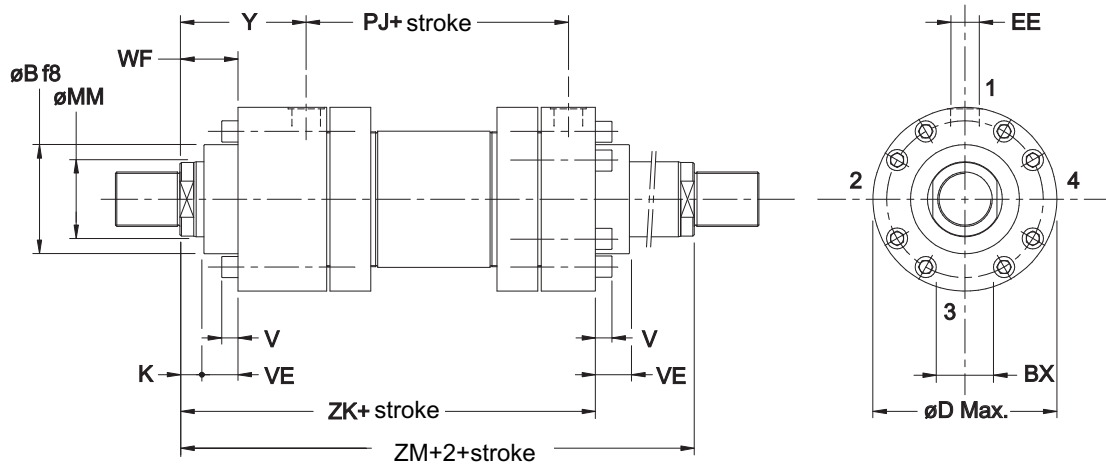 Y
PJ+ stroke
EE
WF
øB f8
øMM
1
2
4
3
V
V
K
VE
VE
BX
ZK+ stroke
øD Max.
ZM+2+stroke